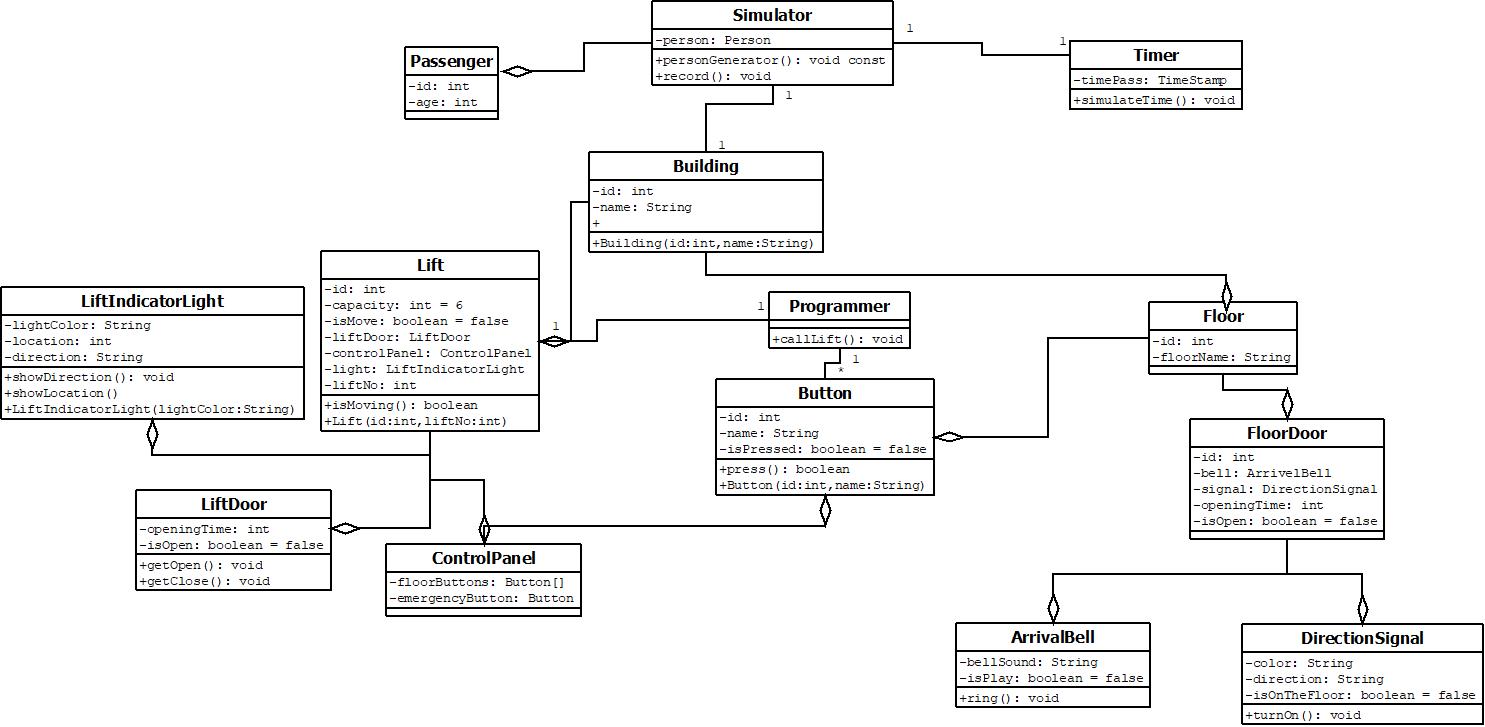 Simulator
-person: Person
+personGenerator(): void const
+record(): void
1
1
Timer
-timePass: TimeStamp
+simulateTime(): void
Passenger
-id: int
-age: int
1
1
Building
-id: int
-name: String
+
+Building(id:int,name:String)
Lift
-id: int
-capacity: int = 6
-isMove: boolean = false
-liftDoor: LiftDoor
-controlPanel: ControlPanel
-light: LiftIndicatorLight
-liftNo: int
+isMoving(): boolean
+Lift(id:int,liftNo:int)
LiftIndicatorLight
-lightColor: String
-location: int
-direction: String
+showDirection(): void
+showLocation()
+LiftIndicatorLight(lightColor:String)
1
1
Programmer
+callLift(): void
1
*
Floor
-id: int
-floorName: String
Button
-id: int
-name: String
-isPressed: boolean = false
+press(): boolean
+Button(id:int,name:String)
FloorDoor
-id: int
-bell: ArrivelBell
-signal: DirectionSignal
-openingTime: int
-isOpen: boolean = false
LiftDoor
-openingTime: int
-isOpen: boolean = false
+getOpen(): void
+getClose(): void
ControlPanel
-floorButtons: Button[]
-emergencyButton: Button
ArrivalBell
-bellSound: String
-isPlay: boolean = false
+ring(): void
DirectionSignal
-color: String
-direction: String
-isOnTheFloor: boolean = false
+turnOn(): void